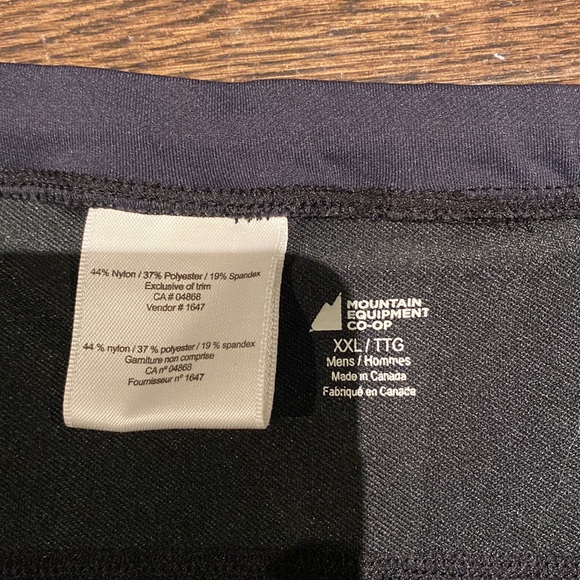 44% Nylon / 37% Polyester / 19% Spandex
Exclusive of trim
CA # 04868
Vendor # 1647
44 % nylon / 37 % polyester / 19 % spandex
Garniture non comprise
CA nº 04868
Fournisseur nº 1647
MOUNTAIN
EQUIPMENT
CO-OP
XXL / TTG
Mens / Hommes
Made in Canada
Fabriqué en Canada